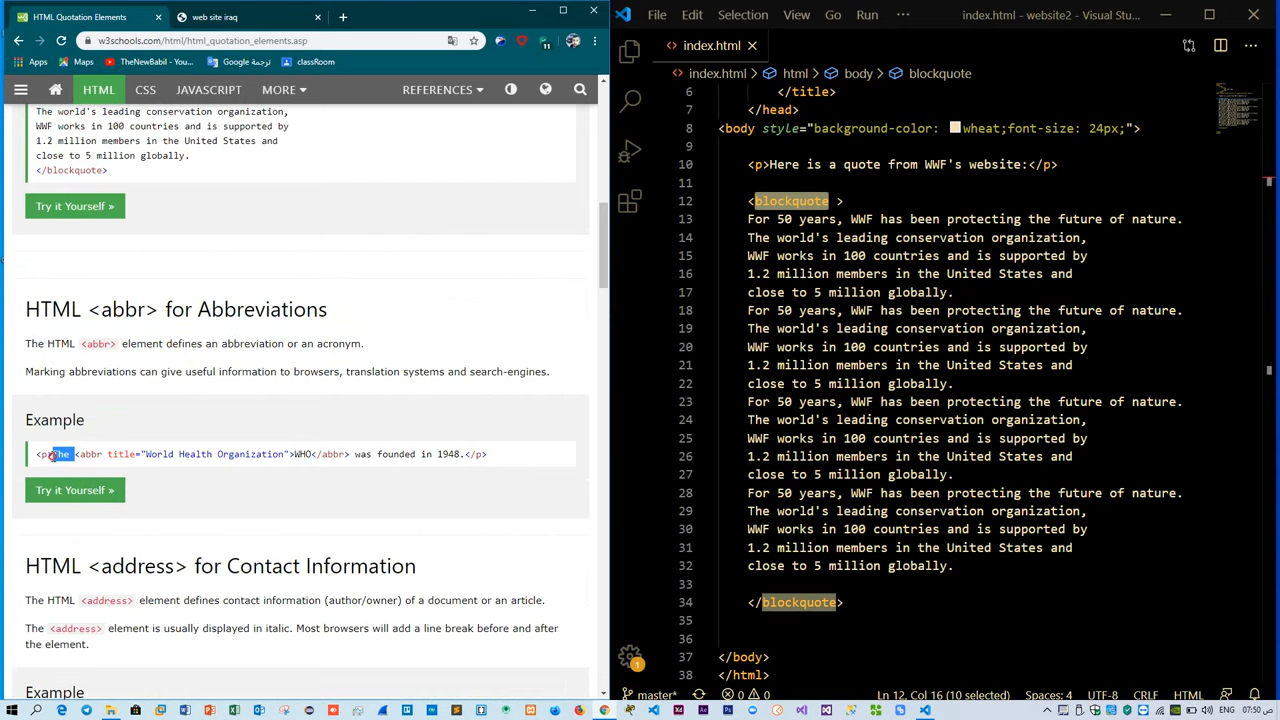 HTML Quotation Elements
web site iraq
w3schools.com/html/html_quotation_elements.asp
Apps
Maps
TheNewBabil - You...
ترجمة Google
classRoom
HTML
CSS
JAVASCRIPT
MORE
REFERENCES
The world's leading conservation organization,
WWF works in 100 countries and is supported by
1.2 million members in the United States and
close to 5 million globally.
</blockquote>
Try it Yourself »
HTML <abbr> for Abbreviations
The HTML <abbr> element defines an abbreviation or an acronym.
Marking abbreviations can give useful information to browsers, translation systems and search-engines.
Example
<p>The <abbr title="World Health Organization">WHO</abbr> was founded in 1948.</p>
Try it Yourself »
HTML <address> for Contact Information
The HTML <address> element defines contact information (author/owner) of a document or an article.
The <address> element is usually displayed in italic. Most browsers will add a line break before and after
the element.
Example
File Edit Selection View Go Run ··· index.html - website2 - Visual Stu...
index.html
index.html html body blockquote
6 </title>
7 </head>
8 <body style="background-color: wheat;font-size: 24px;">
9
10 <p>Here is a quote from WWF's website:</p>
11
12 <blockquote >
13 For 50 years, WWF has been protecting the future of nature.
14 The world's leading conservation organization,
15 WWF works in 100 countries and is supported by
16 1.2 million members in the United States and
17 close to 5 million globally.
18 For 50 years, WWF has been protecting the future of nature.
19 The world's leading conservation organization,
20 WWF works in 100 countries and is supported by
21 1.2 million members in the United States and
22 close to 5 million globally.
23 For 50 years, WWF has been protecting the future of nature.
24 The world's leading conservation organization,
25 WWF works in 100 countries and is supported by
26 1.2 million members in the United States and
27 close to 5 million globally.
28 For 50 years, WWF has been protecting the future of nature.
29 The world's leading conservation organization,
30 WWF works in 100 countries and is supported by
31 1.2 million members in the United States and
32 close to 5 million globally.
33
34 </blockquote>
35
36
37 </body>
38 </html>
1
master* 0 0 Ln 12, Col 16 (10 selected) Spaces: 4 UTF-8 CRLF HTML
ENG 07:50 ص